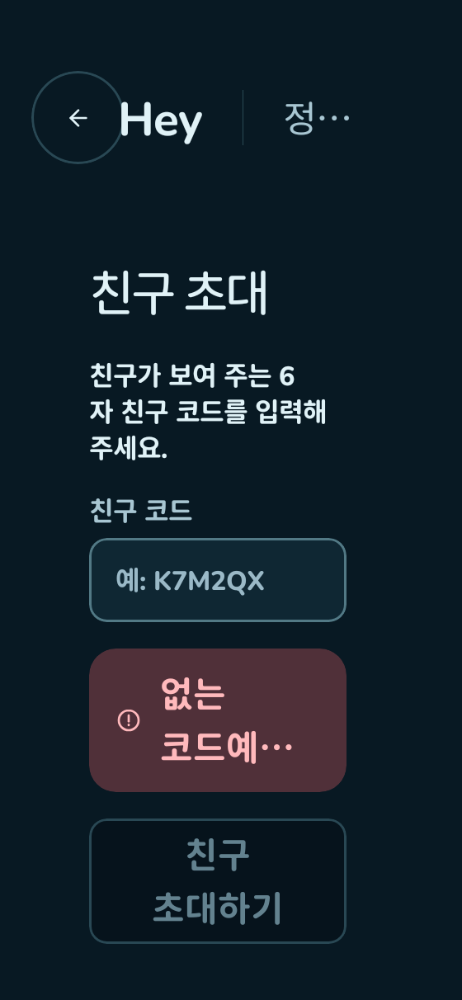 Hey
정…
친구 초대
친구가 보여 주는 6
자 친구 코드를 입력해
주세요.
친구 코드
예: K7M2QX
없는
코드예…
친구
초대하기